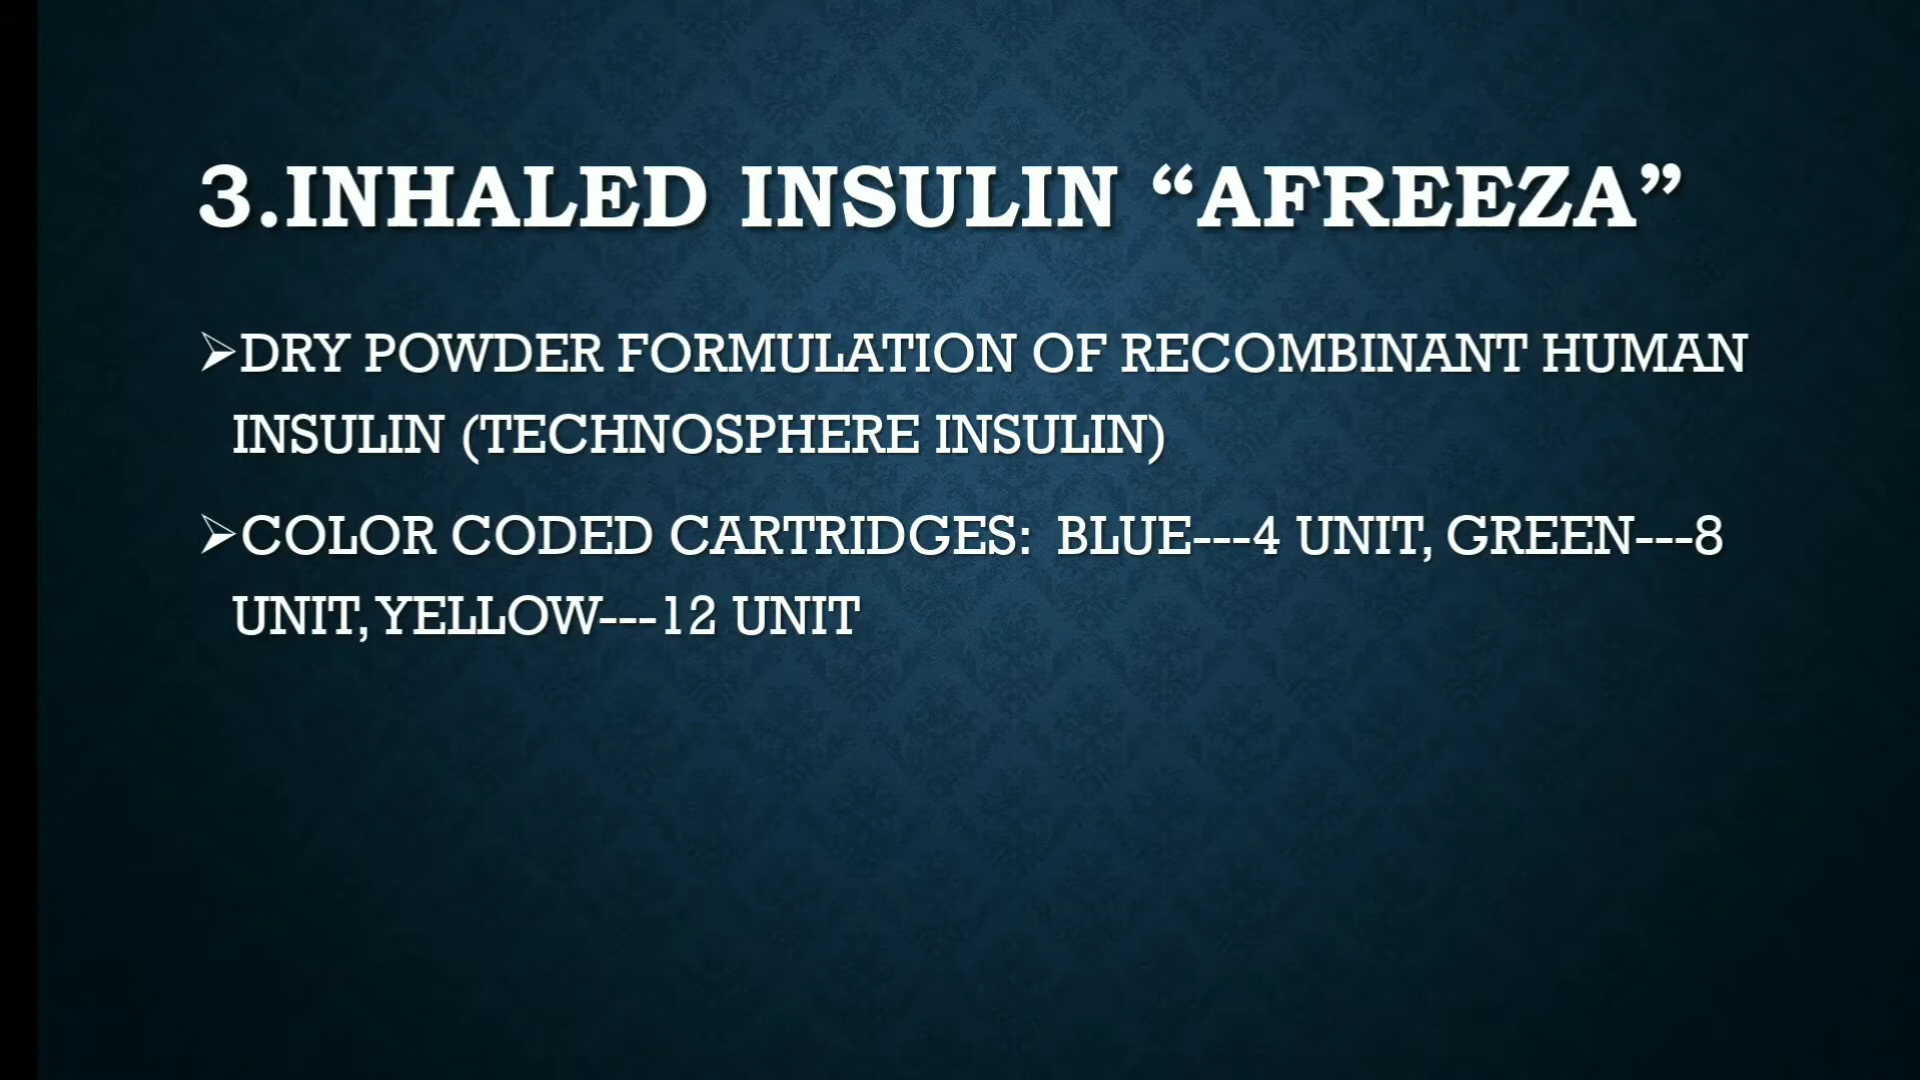 3.INHALED INSULIN “AFREEZA”
➢DRY POWDER FORMULATION OF RECOMBINANT HUMAN
INSULIN (TECHNOSPHERE INSULIN)
➢COLOR CODED CARTRIDGES: BLUE---4 UNIT, GREEN---8
UNIT, YELLOW---12 UNIT